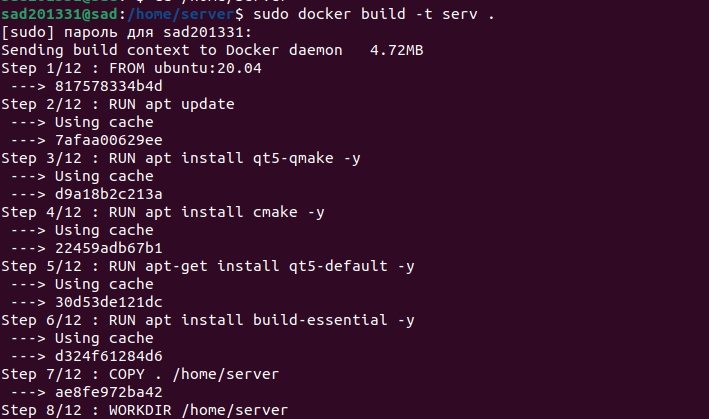 sad201331@sad:/home/server$ sudo docker build -t serv .
[sudo] пароль для sad201331:
Sending build context to Docker daemon   4.72MB
Step 1/12 : FROM ubuntu:20.04
 ---> 817578334b4d
Step 2/12 : RUN apt update
 ---> Using cache
 ---> 7afaa00629ee
Step 3/12 : RUN apt install qt5-qmake -y
 ---> Using cache
 ---> d9a18b2c213a
Step 4/12 : RUN apt install cmake -y
 ---> Using cache
 ---> 22459adb67b1
Step 5/12 : RUN apt-get install qt5-default -y
 ---> Using cache
 ---> 30d53de121dc
Step 6/12 : RUN apt install build-essential -y
 ---> Using cache
 ---> d324f61284d6
Step 7/12 : COPY . /home/server
 ---> ae8fe972ba42
Step 8/12 : WORKDIR /home/server